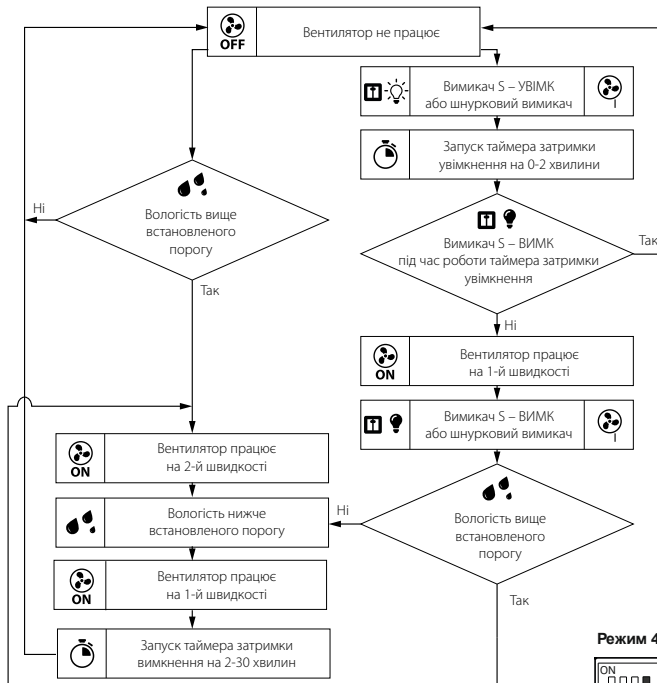 OFF
Вентилятор не працює
Вимикач S – УВІМК
або шнурковий вимикач
Запуск таймера затримки
увімкнення на 0-2 хвилини
Ні
Вологість вище
встановленого
порогу
Так
Вимикач S – ВИМК
під час роботи таймера затримки
увімкнення
Так
Ні
ON
Вентилятор працює
на 1-й швидкості
Вимикач S – ВИМК
або шнурковий вимикач
ON
Вентилятор працює
на 2-й швидкості
Вологість нижче
встановленого порогу
Ні
Вологість вище
встановленого
порогу
Так
ON
Вентилятор працює
на 1-й швидкості
Запуск таймера затримки
вимкнення на 2-30 хвилин
Режим 4
ON